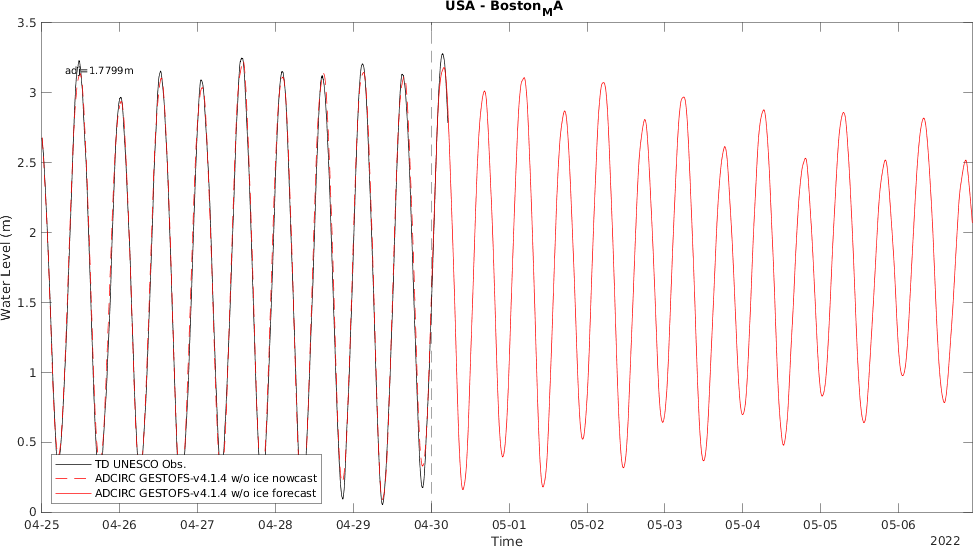 USA - Boston_MA
3.5
adj=1.7799m
3
2.5
2
1.5
1
0.5
0
Water Level (m)
TD UNESCO Obs.
ADCIRC GESTOFS-v4.1.4 w/o ice nowcast
ADCIRC GESTOFS-v4.1.4 w/o ice forecast
04-25 04-26 04-27 04-28 04-29 04-30 05-01 05-02 05-03 05-04 05-05 05-06
Time
2022